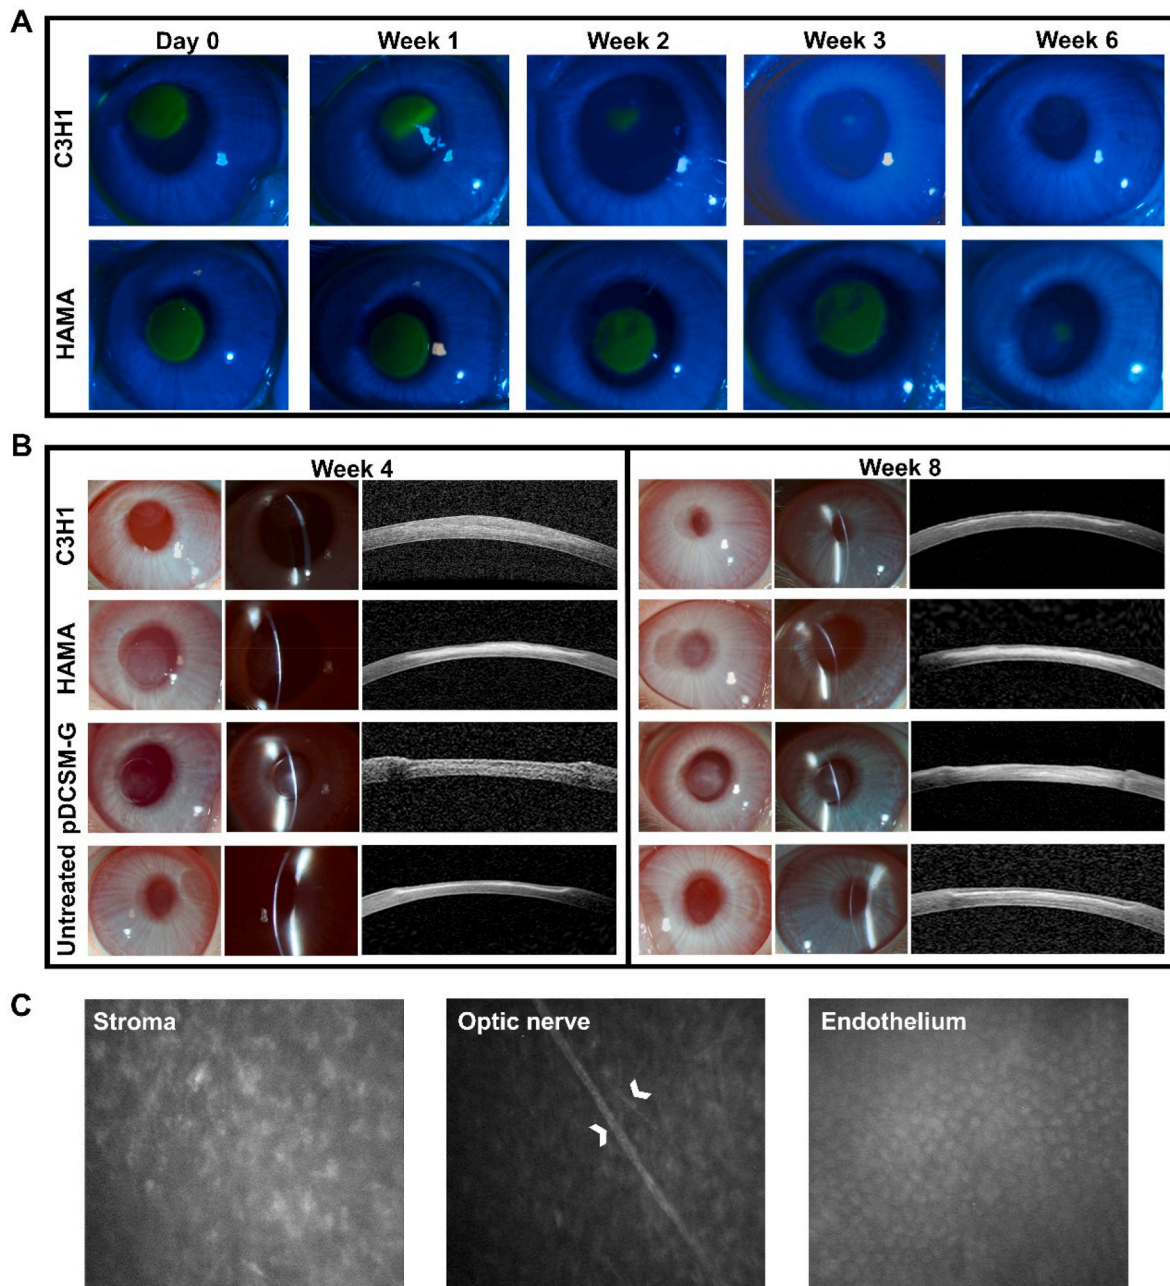 A
Day 0 Week 1 Week 2 Week 3 Week 6
C3H1
HAMA
B
Week 4 Week 8
C3H1
HAMA
pDCSM-G
Untreated
C
Stroma Optic nerve Endothelium